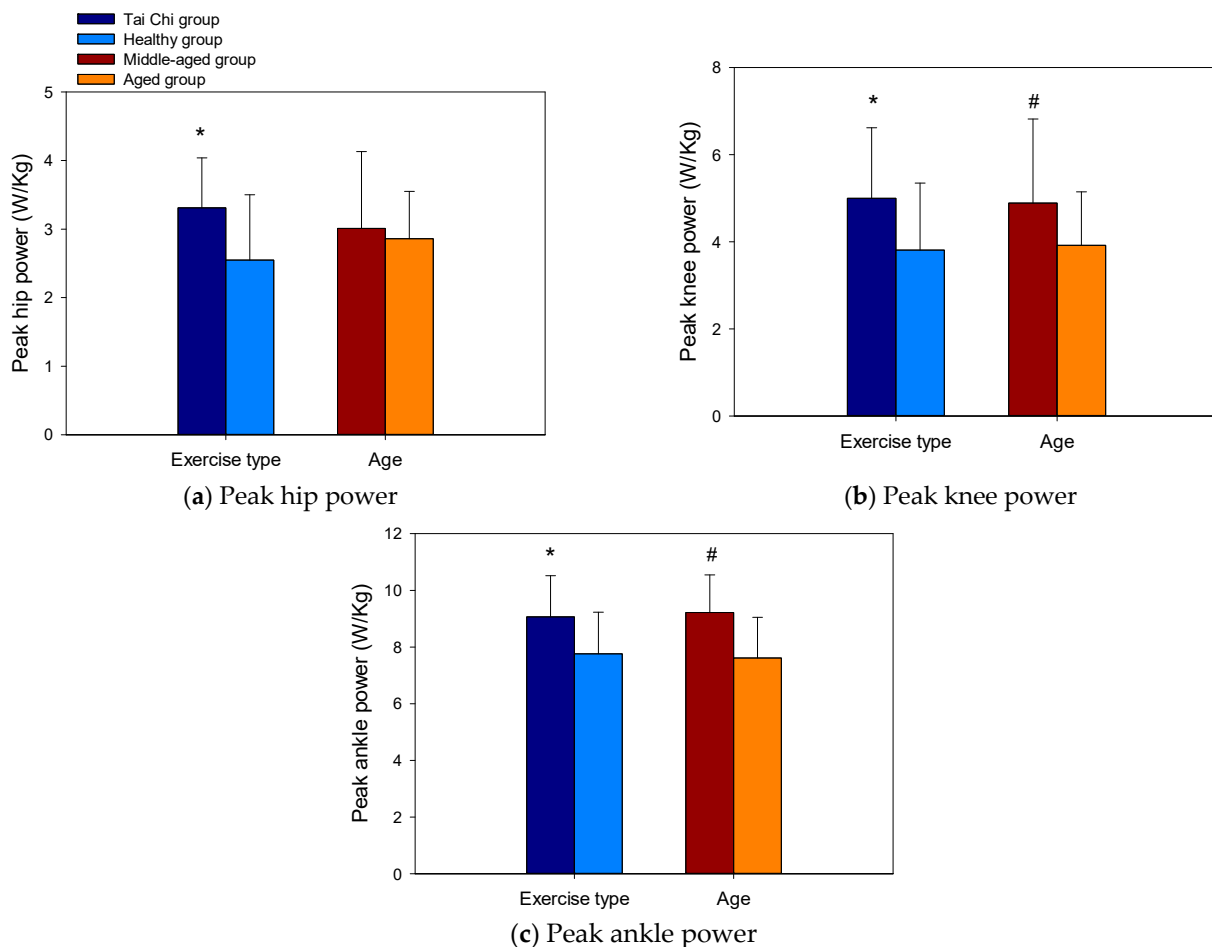 Tai Chi group
Healthy group
Middle-aged group
Aged group
Peak hip power (W/Kg)
5
4
3
2
1
0
*
Exercise type
Age
(a) Peak hip power
Peak knee power (W/Kg)
8
6
4
2
0
*
#
Exercise type
Age
(b) Peak knee power
Peak ankle power (W/Kg)
12
10
8
6
4
2
0
*
#
Exercise type
Age
(c) Peak ankle power